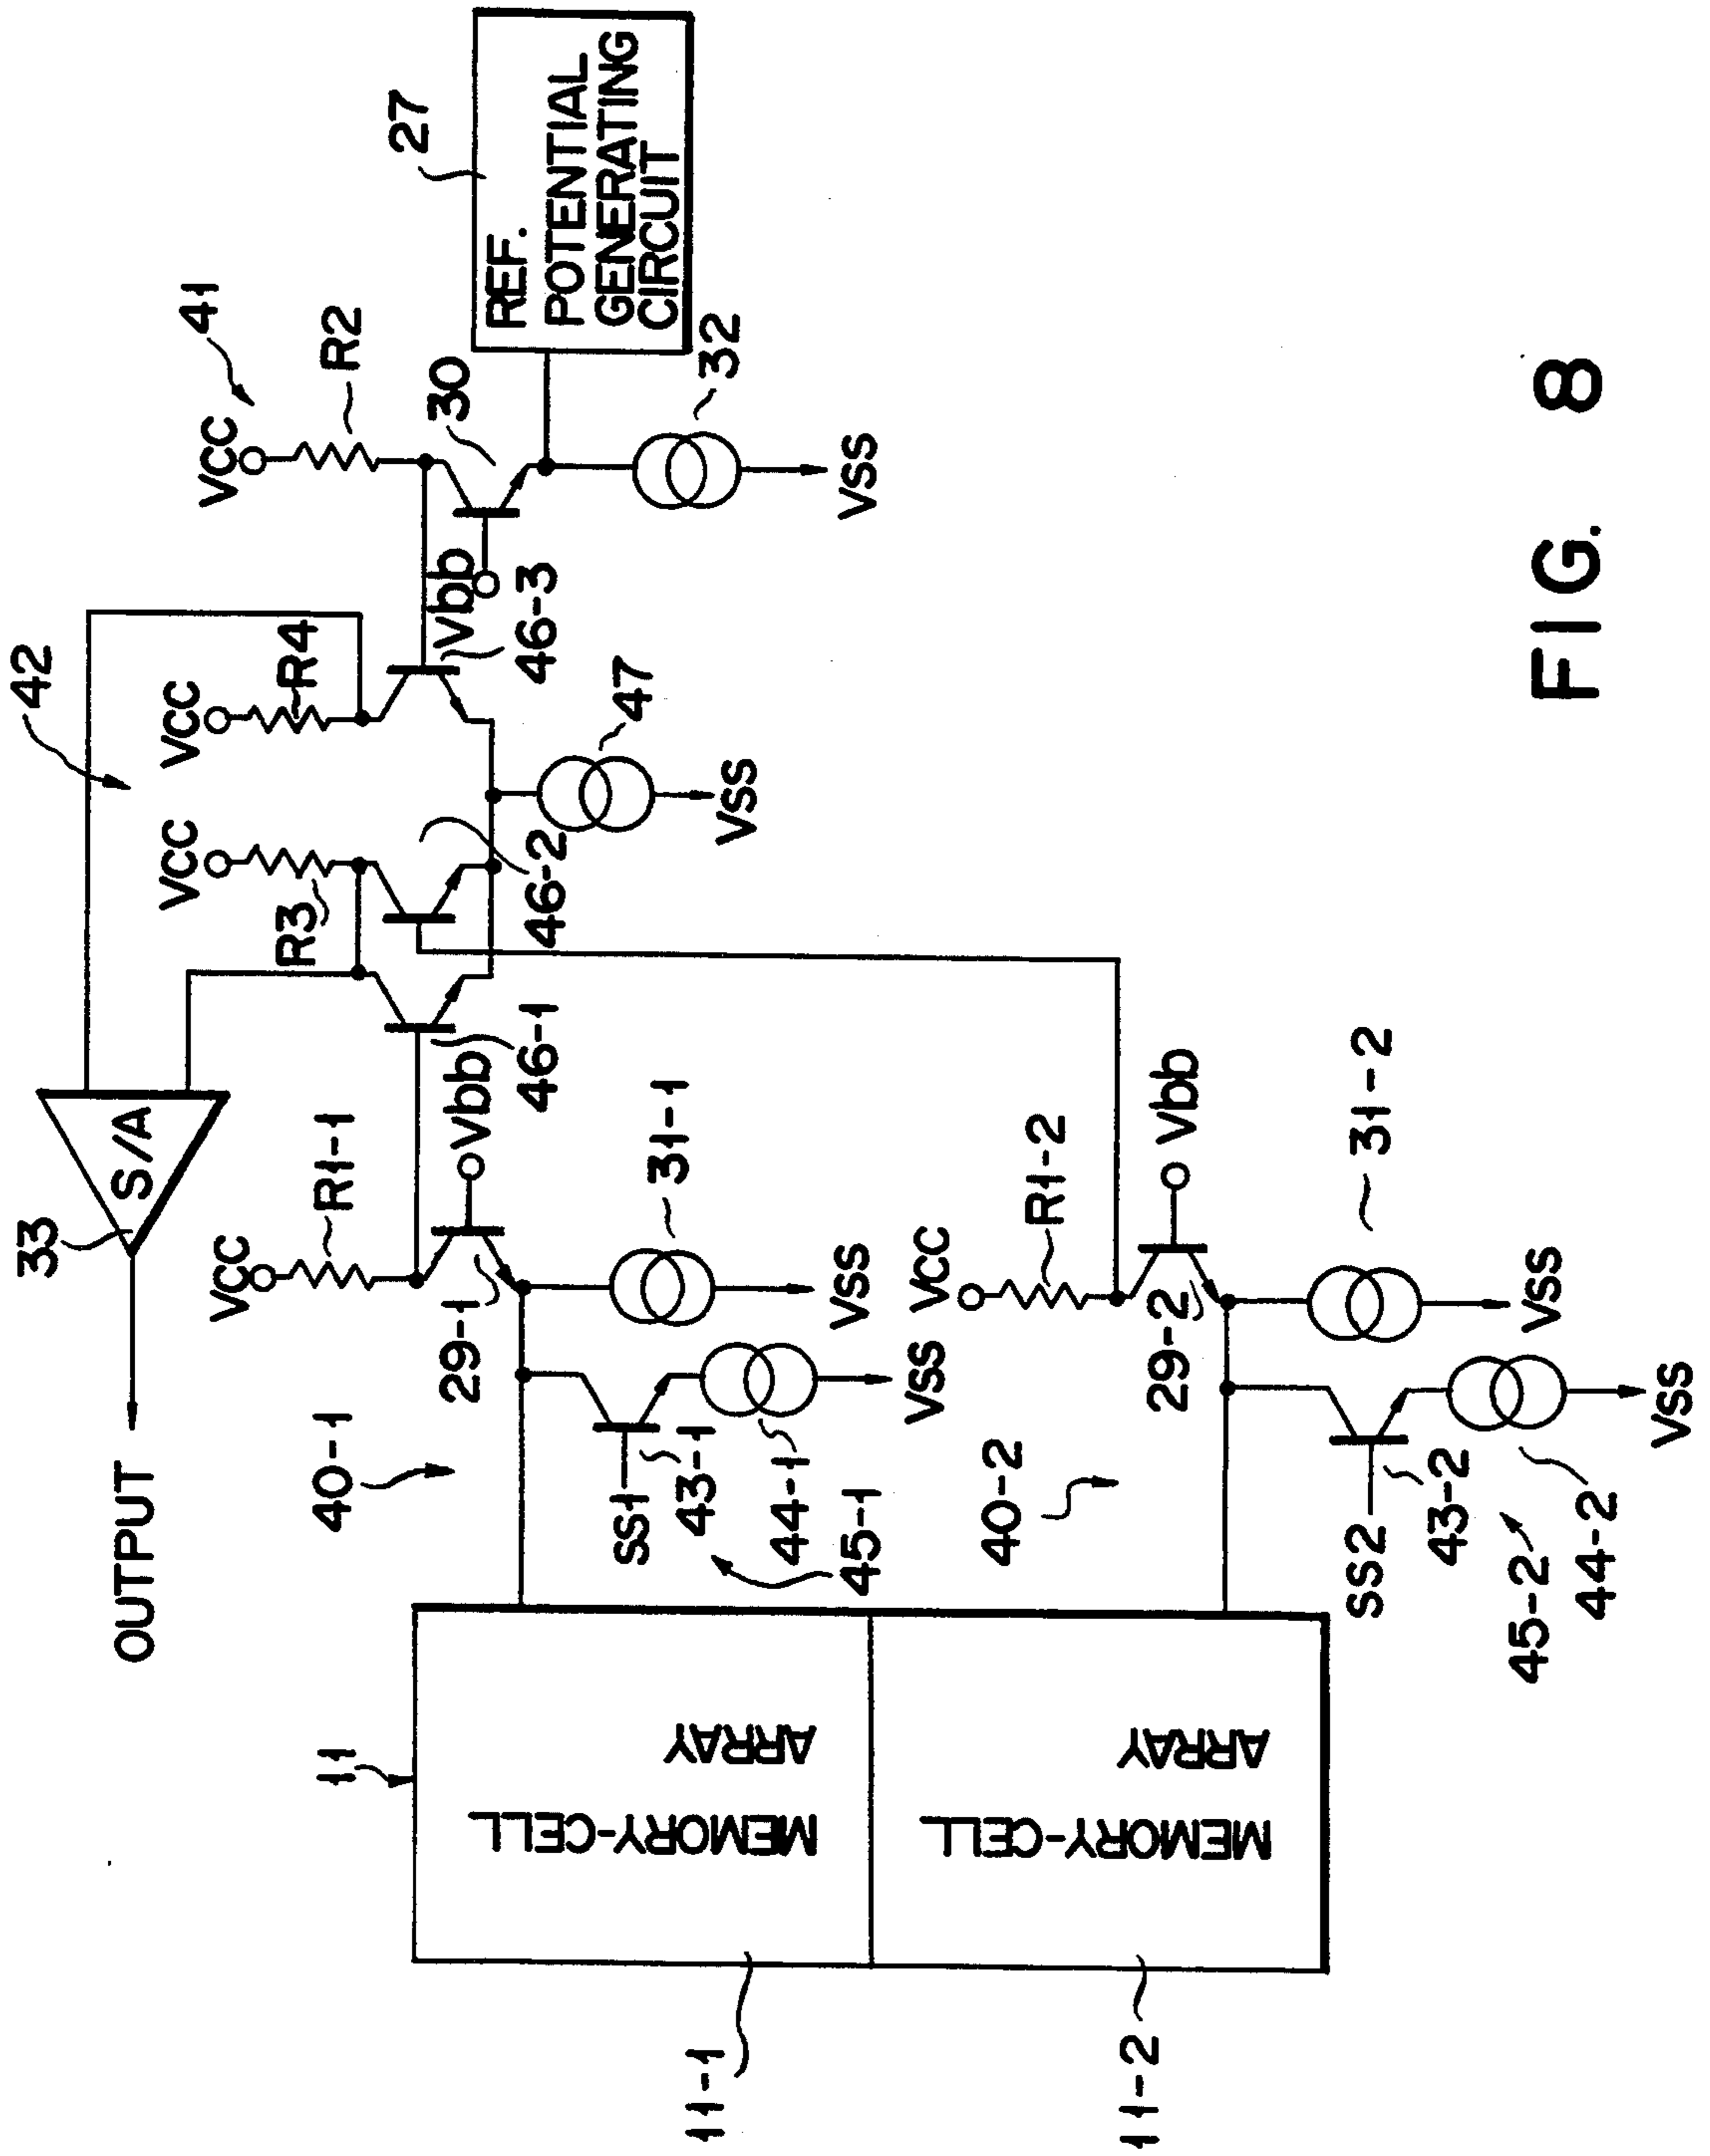 33
S/A
OUTPUT
42
VCC
R3
VCC
R4
41
VCC
R2
27
REF.
POTENTIAL
GENERATING
CIRCUIT
VCC
R1-1
40-1
29-1
Vbb
46-1
46-2
46-3
Vbb
30
47
VSS
32
VSS
11
MEMORY-CELL
ARRAY
11-1
SS1
43-1
44-1
45-1
VSS
31-1
VSS
MEMORY-CELL
ARRAY
11-2
40-2
VCC
R1-2
29-2
Vbb
SS2
43-2
44-2
45-2
VSS
31-2
VSS
FIG. 8